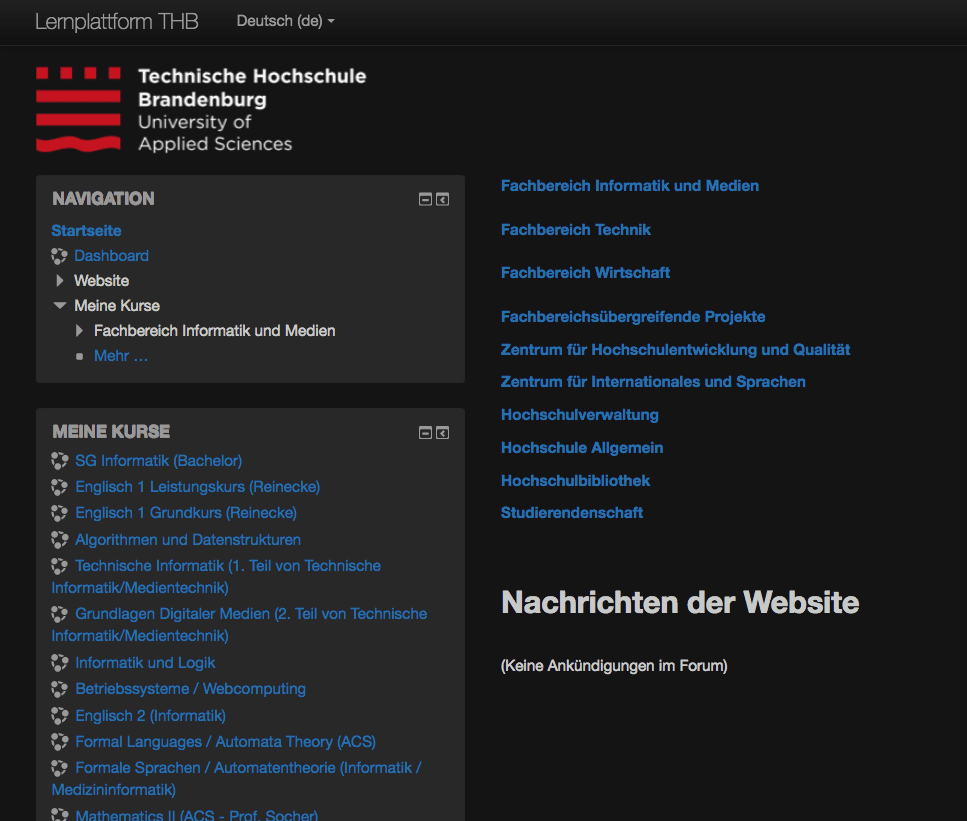 Lernplattform THB
Deutsch (de)
Technische Hochschule
Brandenburg
University of
Applied Sciences
NAVIGATION
Startseite
Dashboard
Website
Meine Kurse
Fachbereich Informatik und Medien
Mehr …
MEINE KURSE
SG Informatik (Bachelor)
Englisch 1 Leistungskurs (Reinecke)
Englisch 1 Grundkurs (Reinecke)
Algorithmen und Datenstrukturen
Technische Informatik (1. Teil von Technische
Informatik/Medientechnik)
Grundlagen Digitaler Medien (2. Teil von Technische
Informatik/Medientechnik)
Informatik und Logik
Betriebssysteme / Webcomputing
Englisch 2 (Informatik)
Formal Languages / Automata Theory (ACS)
Formale Sprachen / Automatentheorie (Informatik /
Medizininformatik)
Mathematics II (ACS - Prof. Socher)
Fachbereich Informatik und Medien
Fachbereich Technik
Fachbereich Wirtschaft
Fachbereichsübergreifende Projekte
Zentrum für Hochschulentwicklung und Qualität
Zentrum für Internationales und Sprachen
Hochschulverwaltung
Hochschule Allgemein
Hochschulbibliothek
Studierendenschaft
Nachrichten der Website
(Keine Ankündigungen im Forum)